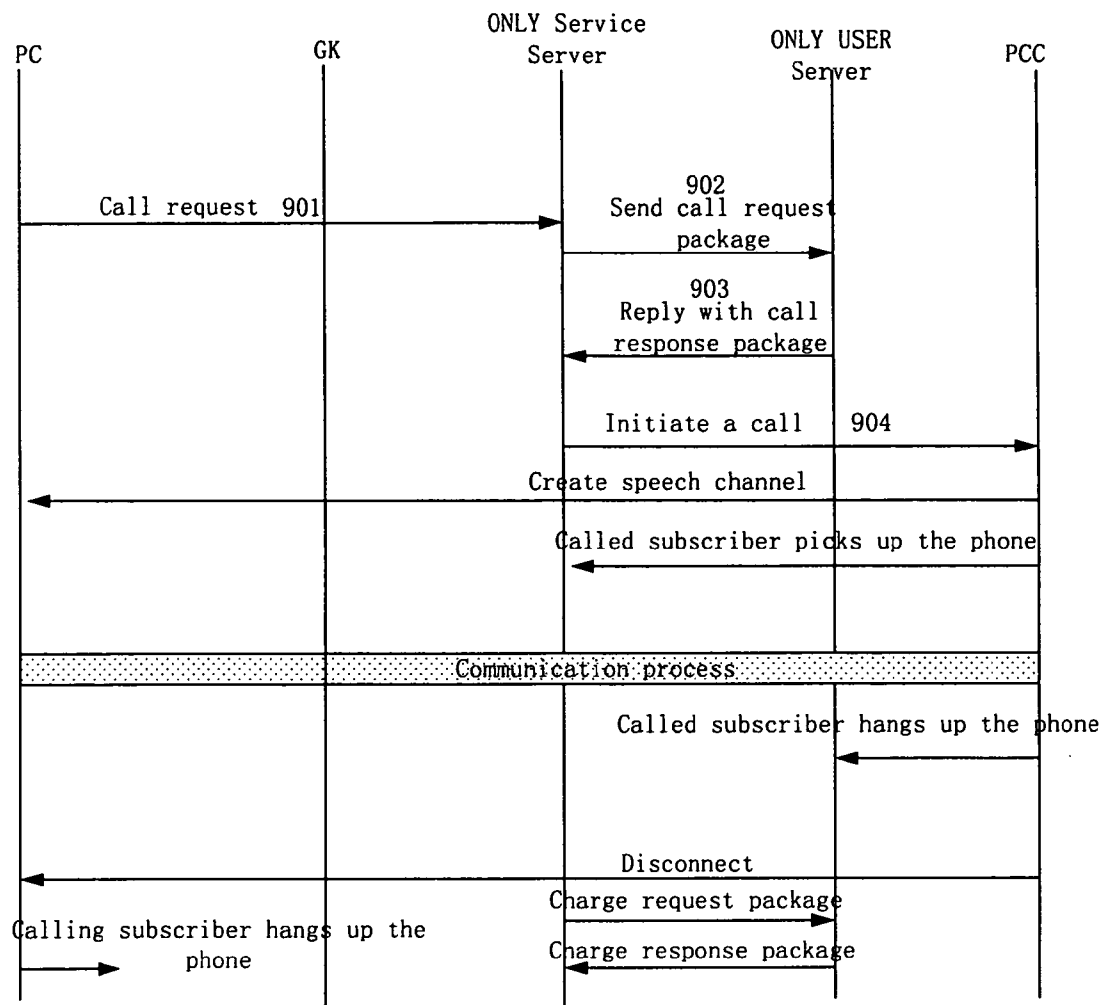 PC
GK
ONLY Service
Server
ONLY USER
Server
PCC
Call request 901
902
Send call request
package
903
Reply with call
response package
Initiate a call 904
Create speech channel
Called subscriber picks up the phone
Communication process
Called subscriber hangs up the phone
Disconnect
Charge request package
Calling subscriber hangs up the
phone
Charge response package